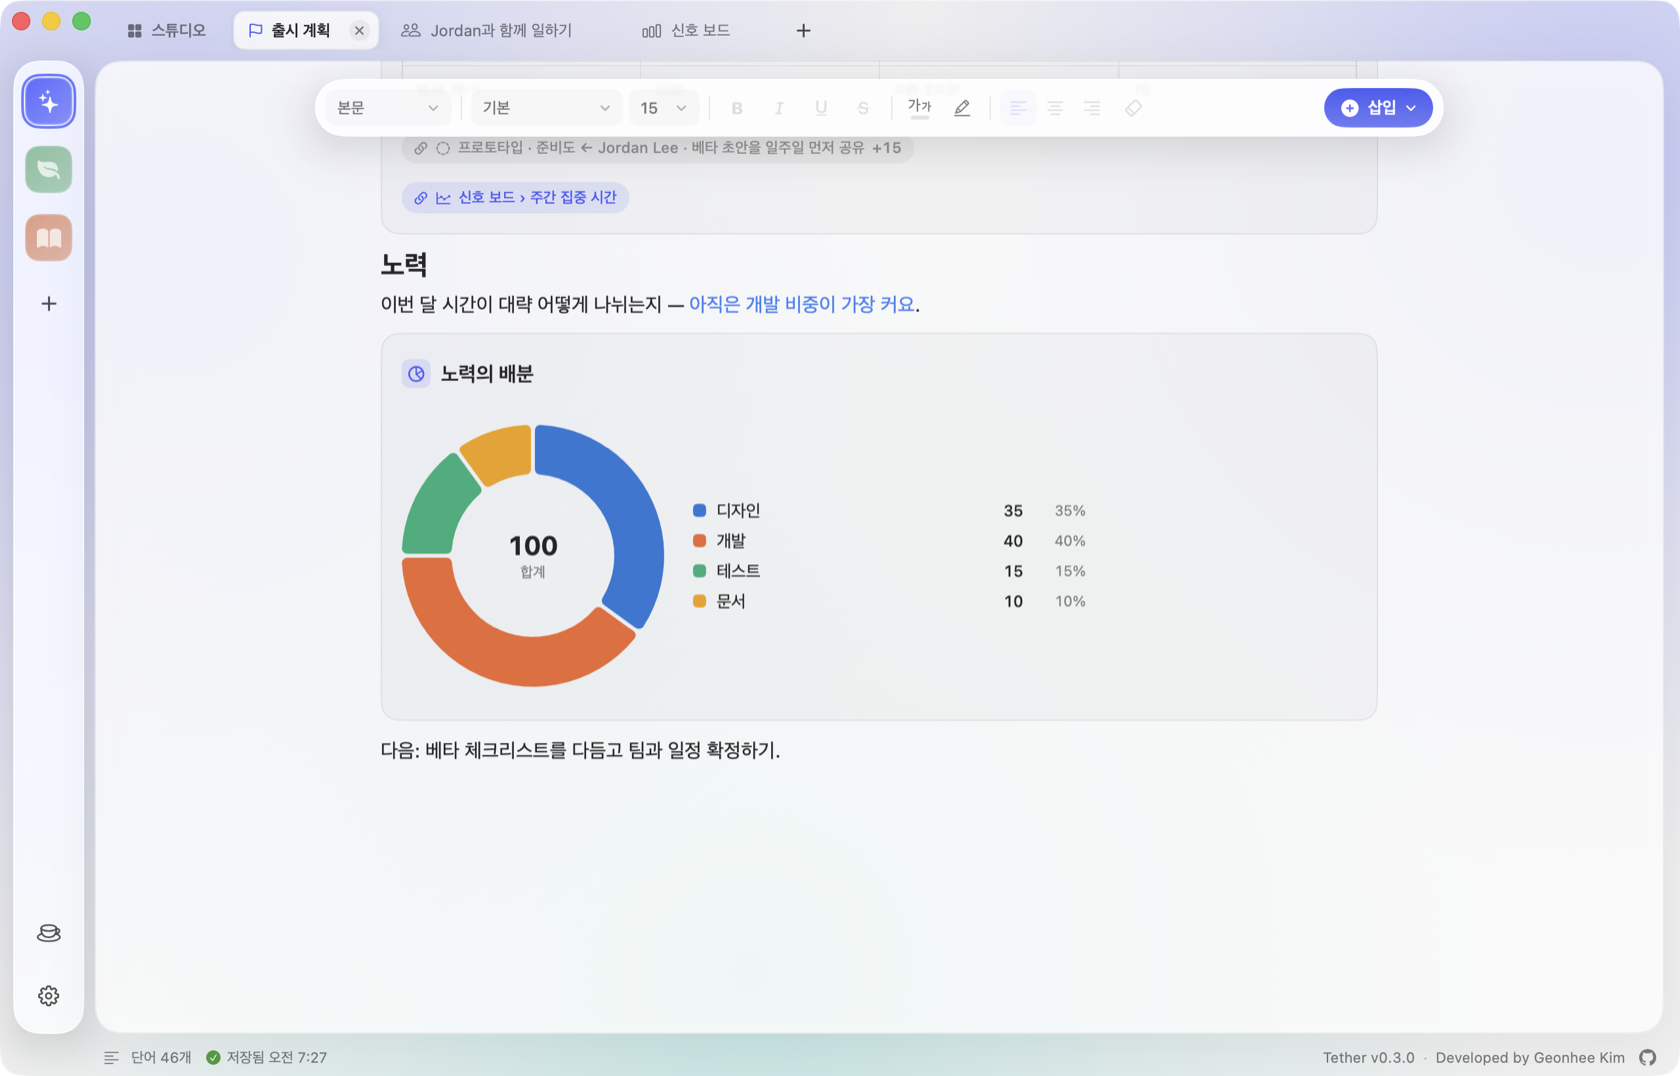 스튜디오
출시 계획
Jordan과 함께 일하기
신호 보드
본문
기본
15
B I U S
가가
삽입
프로토타입 · 준비도 ← Jordan Lee · 베타 초안을 일주일 먼저 공유 +15
신호 보드 › 주간 집중 시간
노력
이번 달 시간이 대략 어떻게 나뉘는지 — 아직은 개발 비중이 가장 커요.
노력의 배분
100
합계
디자인 35 35%
개발 40 40%
테스트 15 15%
문서 10 10%
다음: 베타 체크리스트를 다듬고 팀과 일정 확정하기.
단어 46개 저장됨 오전 7:27
Tether v0.3.0 · Developed by Geonhee Kim